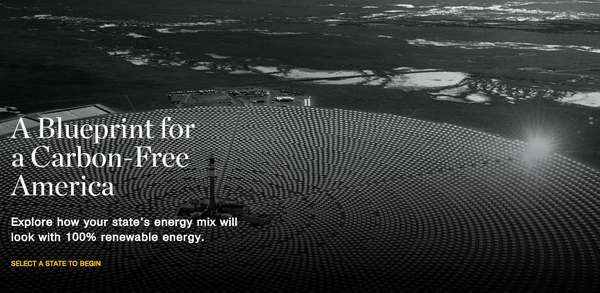 A Blueprint for
a Carbon-Free
America
Explore how your state's energy mix will
look with 100% renewable energy.
SELECT A STATE TO BEGIN